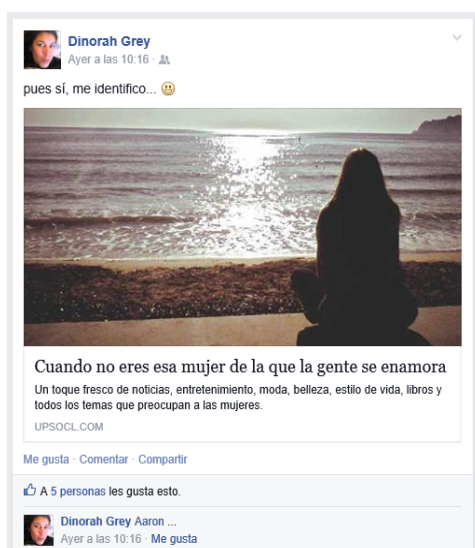 Dinorah Grey
Ayer a las 10:16 ·
pues sí, me identifico...
Cuando no eres esa mujer de la que la gente se enamora
Un toque fresco de noticias, entretenimiento, moda, belleza, estilo de vida, libros y
todos los temas que preocupan a las mujeres.
UPSOCL.COM
Me gusta · Comentar · Compartir
A 5 personas les gusta esto.
Dinorah Grey Aaron ...
Ayer a las 10:16 · Me gusta